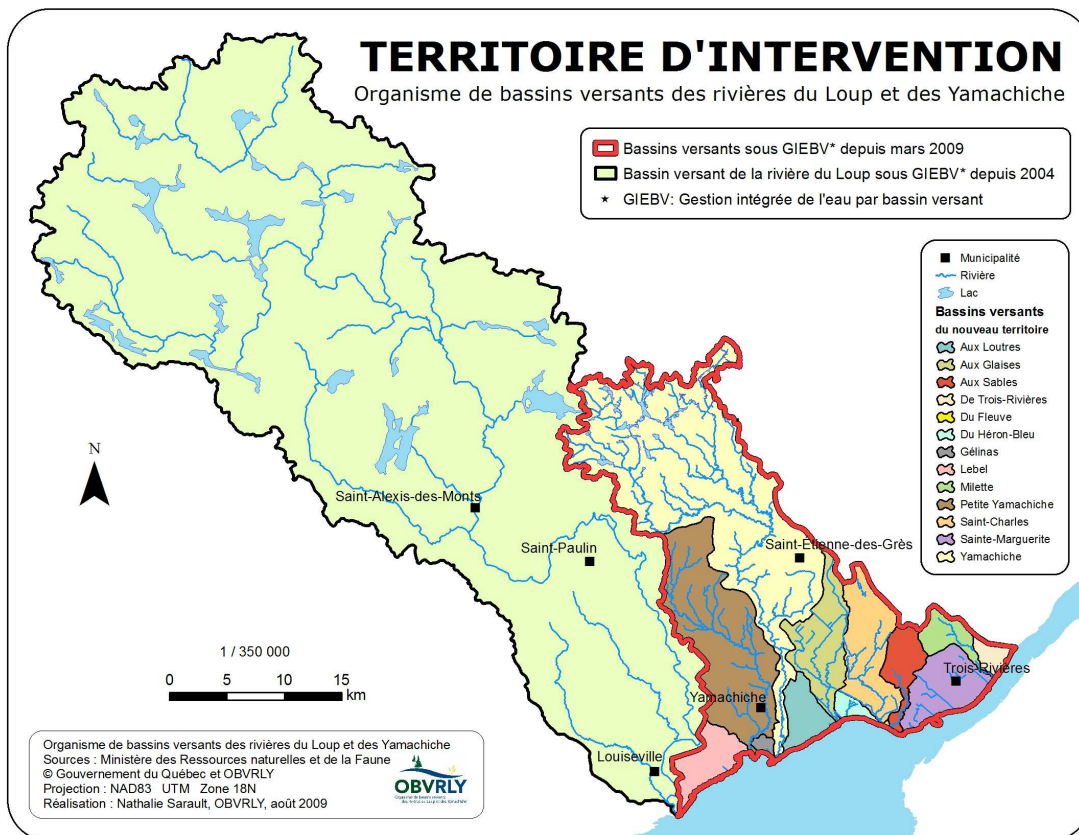 TERRITOIRE D'INTERVENTION
Organisme de bassins versants des rivières du Loup et des Yamachiche
Bassins versants sous GIEBV* depuis mars 2009
Bassin versant de la rivière du Loup sous GIEBV* depuis 2004
★ GIEBV: Gestion intégrée de l'eau par bassin versant
Municipalité
Rivière
Lac
Bassins versants
du nouveau territoire
Aux Loutres
Aux Glaises
Aux Sables
De Trois-Rivières
Du Fleuve
Du Héron-Bleu
Gélinas
Lebel
Milette
Petite Yamachiche
Saint-Charles
Sainte-Marguerite
Yamachiche
N
Saint-Alexis-des-Monts
Saint-Paulin
Saint-Etienne-des-Grès
Trois-Rivières
Yamachiche
Louiseville
1 / 350 000
0 5 10 15
km
Organisme de bassins versants des rivières du Loup et des Yamachiche
Sources : Ministère des Ressources naturelles et de la Faune
© Gouvernement du Québec et OBVRLY
Projection : NAD83 UTM Zone 18N
Réalisation : Nathalie Sarault, OBVRLY, août 2009
OBVRLY